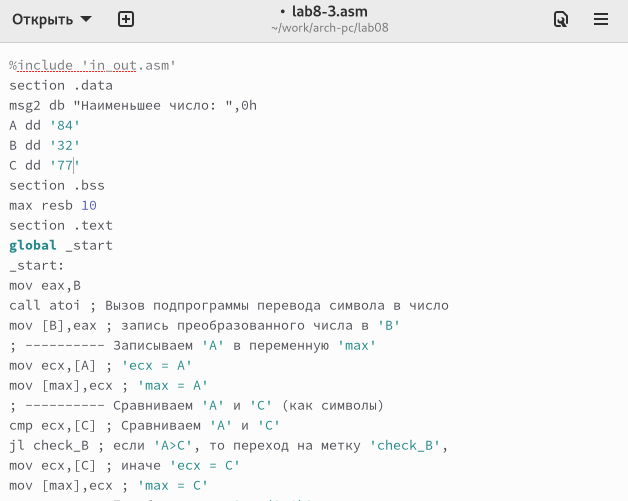 Открыть
• lab8-3.asm
~/work/arch-pc/lab08
%include 'in_out.asm'
section .data
msg2 db "Наименьшее число: ",0h
A dd '84'
B dd '32'
C dd '77'
section .bss
max resb 10
section .text
global _start
_start:
mov eax,B
call atoi ; Вызов подпрограммы перевода символа в число
mov [B],eax ; запись преобразованного числа в 'B'
; ---------- Записываем 'A' в переменную 'max'
mov ecx,[A] ; 'ecx = A'
mov [max],ecx ; 'max = A'
; ---------- Сравниваем 'A' и 'C' (как символы)
cmp ecx,[C] ; Сравниваем 'A' и 'C'
jl check_B ; если 'A>C', то переход на метку 'check_B',
mov ecx,[C] ; иначе 'ecx = C'
mov [max],ecx ; 'max = C'